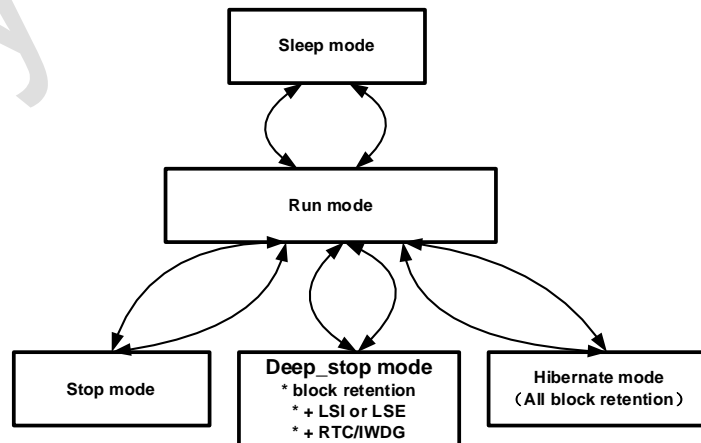 Sleep mode
Run mode
Stop mode
Deep_stop mode
* block retention
* + LSI or LSE
* + RTC/IWDG
Hibernate mode
（All block retention）